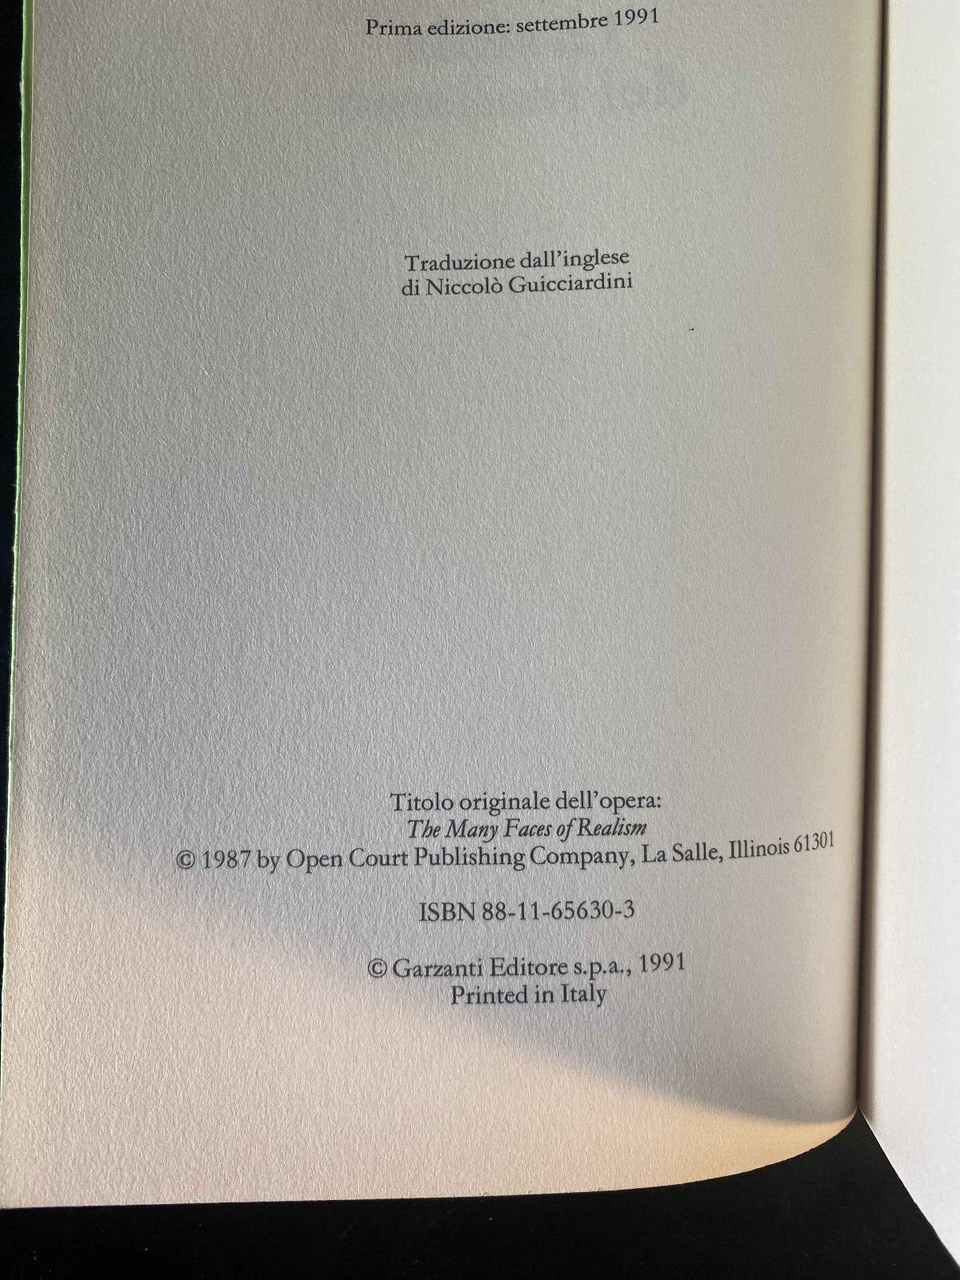 Prima edizione: settembre 1991
Traduzione dall'inglese
di Niccolò Guicciardini
Titolo originale dell'opera:
The Many Faces of Realism
© 1987 by Open Court Publishing Company, La Salle, Illinois 61301
ISBN 88-11-65630-3
© Garzanti Editore s.p.a., 1991
Printed in Italy